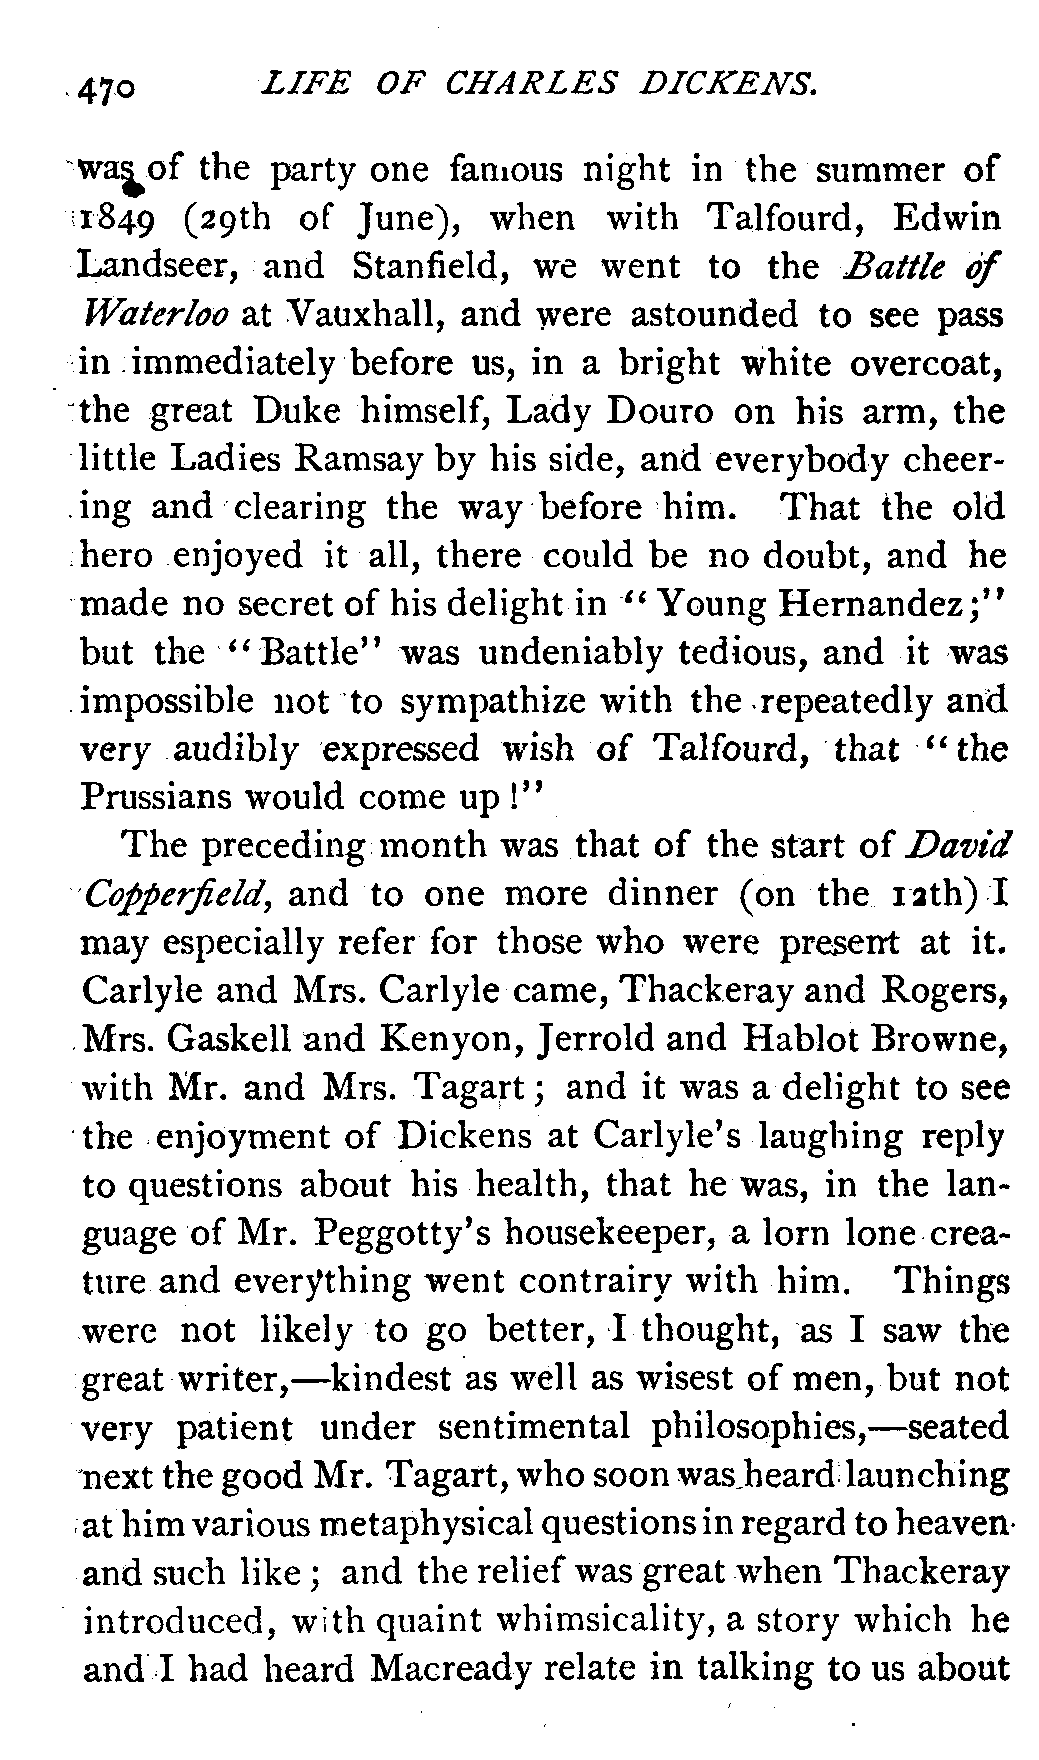 470 LIFE OF CHARLES DICKENS.
was of the party one famous night in the summer of
1849 (29th of June), when with Talfourd, Edwin
Landseer, and Stanfield, we went to the Battle of
Waterloo at Vauxhall, and were astounded to see pass
in immediately before us, in a bright white overcoat,
the great Duke himself, Lady Douro on his arm, the
little Ladies Ramsay by his side, and everybody cheer-
ing and clearing the way before him. That the old
hero enjoyed it all, there could be no doubt, and he
made no secret of his delight in "Young Hernandez;"
but the "Battle" was undeniably tedious, and it was
impossible not to sympathize with the repeatedly and
very audibly expressed wish of Talfourd, that "the
Prussians would come up!"
The preceding month was that of the start of David
Copperfield, and to one more dinner (on the 12th) I
may especially refer for those who were present at it.
Carlyle and Mrs. Carlyle came, Thackeray and Rogers,
Mrs. Gaskell and Kenyon, Jerrold and Hablot Browne,
with Mr. and Mrs. Tagart; and it was a delight to see
the enjoyment of Dickens at Carlyle's laughing reply
to questions about his health, that he was, in the lan-
guage of Mr. Peggotty's housekeeper, a lorn lone crea-
ture and everything went contrairy with him. Things
were not likely to go better, I thought, as I saw the
great writer,—kindest as well as wisest of men, but not
very patient under sentimental philosophies,—seated
next the good Mr. Tagart, who soon was heard launching
at him various metaphysical questions in regard to heaven
and such like; and the relief was great when Thackeray
introduced, with quaint whimsicality, a story which he
and I had heard Macready relate in talking to us about